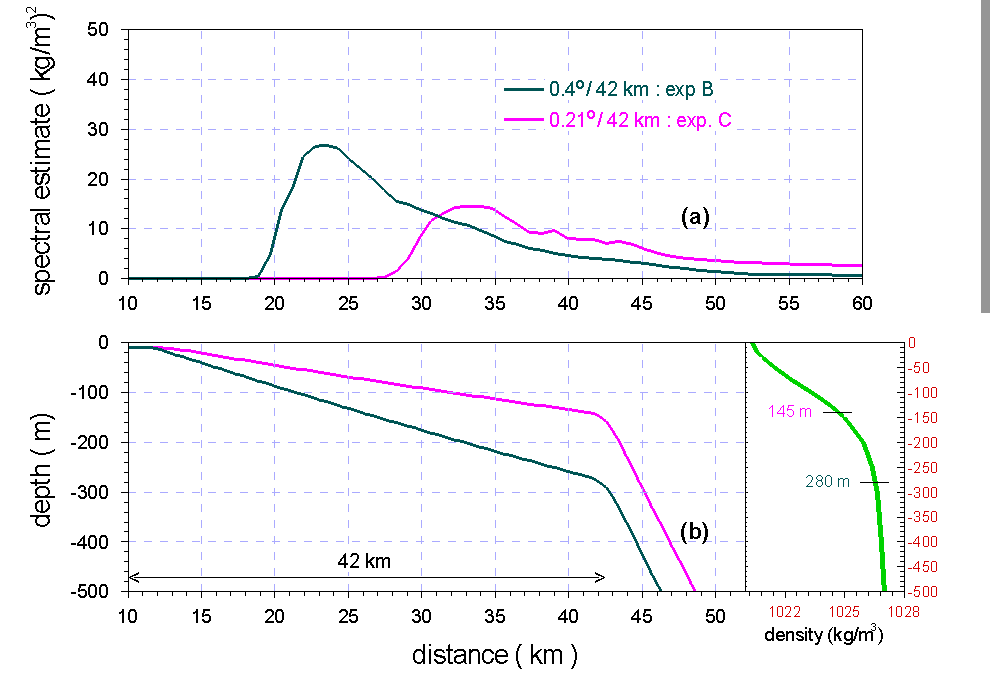 spectral estimate ( kg/m³)²
50
40
30
20
10
0
0.4º/ 42 km : exp B
0.21º/ 42 km : exp. C
(a)
10 15 20 25 30 35 40 45 50 55 60
depth ( m)
0
-100
-200
-300
-400
-500
42 km
(b)
10 15 20 25 30 35 40 45 50
distance ( km )
145 m
280 m
0
-50
-100
-150
-200
-250
-300
-350
-400
-450
-500
1022 1025 1028
density (kg/m³)